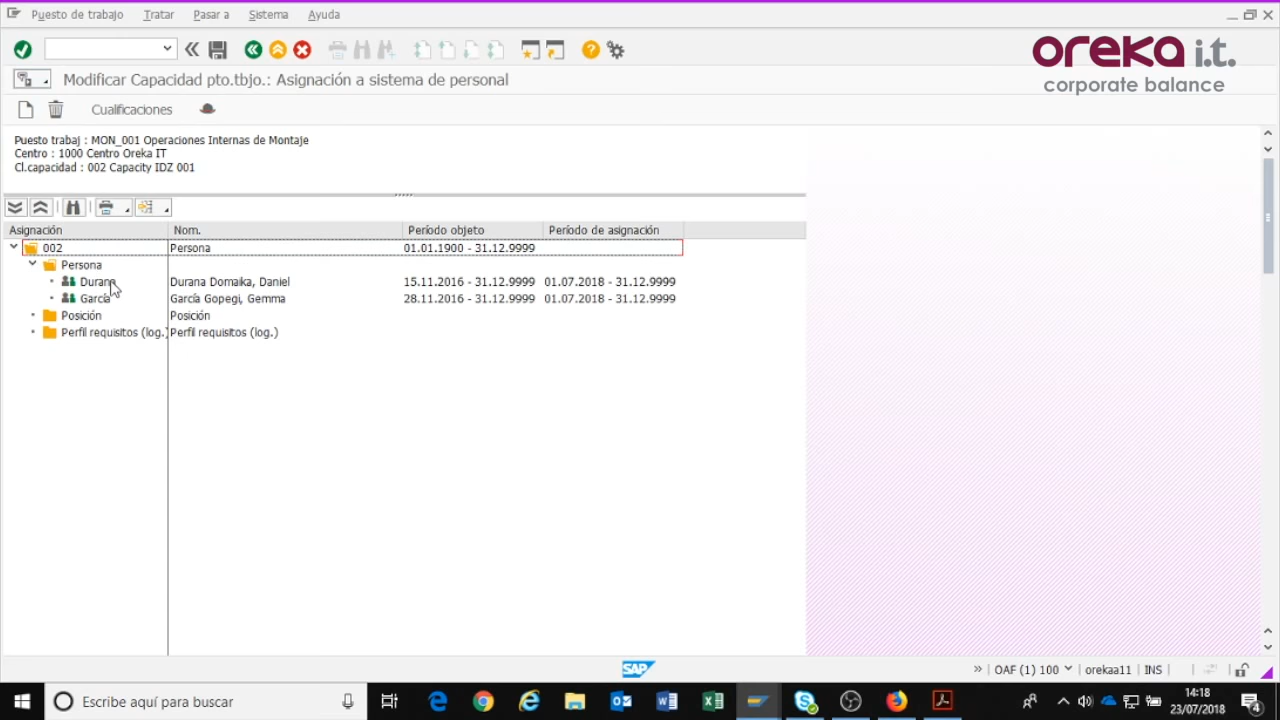 Puesto de trabajo Tratar Pasar a Sistema Ayuda
oreka i.t.
corporate balance
Modificar Capacidad pto.tbjo.: Asignación a sistema de personal
Cualificaciones
Puesto trabaj : MON_001 Operaciones Internas de Montaje
Centro : 1000 Centro Oreka IT
Cl.capacidad : 002 Capacity IDZ 001
Asignación Nom. Período objeto Período de asignación
002 Persona 01.01.1900 - 31.12.9999
Persona
Durana Durana Domaika, Daniel 15.11.2016 - 31.12.9999 01.07.2018 - 31.12.9999
García García Gopegi, Gemma 28.11.2016 - 31.12.9999 01.07.2018 - 31.12.9999
Posición Posición
Perfil requisitos (log.) Perfil requisitos (log.)
SAP
OAF (1) 100 orekaa11 INS
Escribe aquí para buscar
14:18
23/07/2018
4